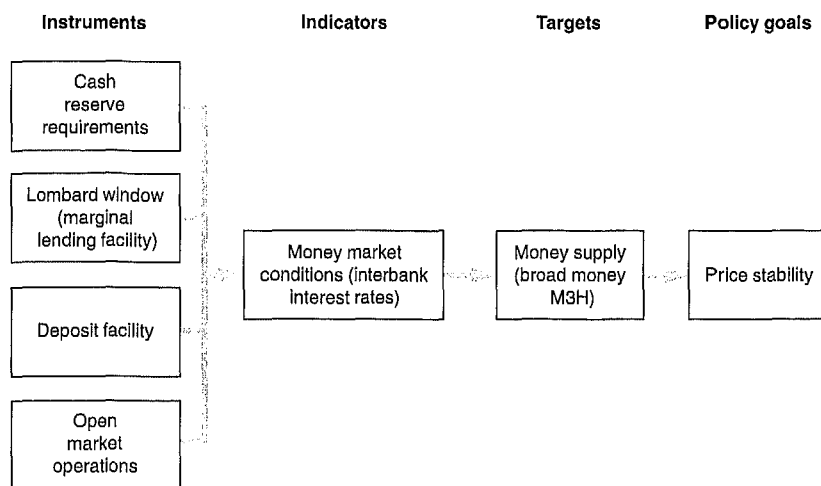 Instruments
Indicators
Targets
Policy goals
Cash
reserve
requirements
Lombard window
(marginal
lending facility)
Deposit facility
Open
market
operations
Money market
conditions (interbank
interest rates)
Money supply
(broad money
M3H)
Price stability